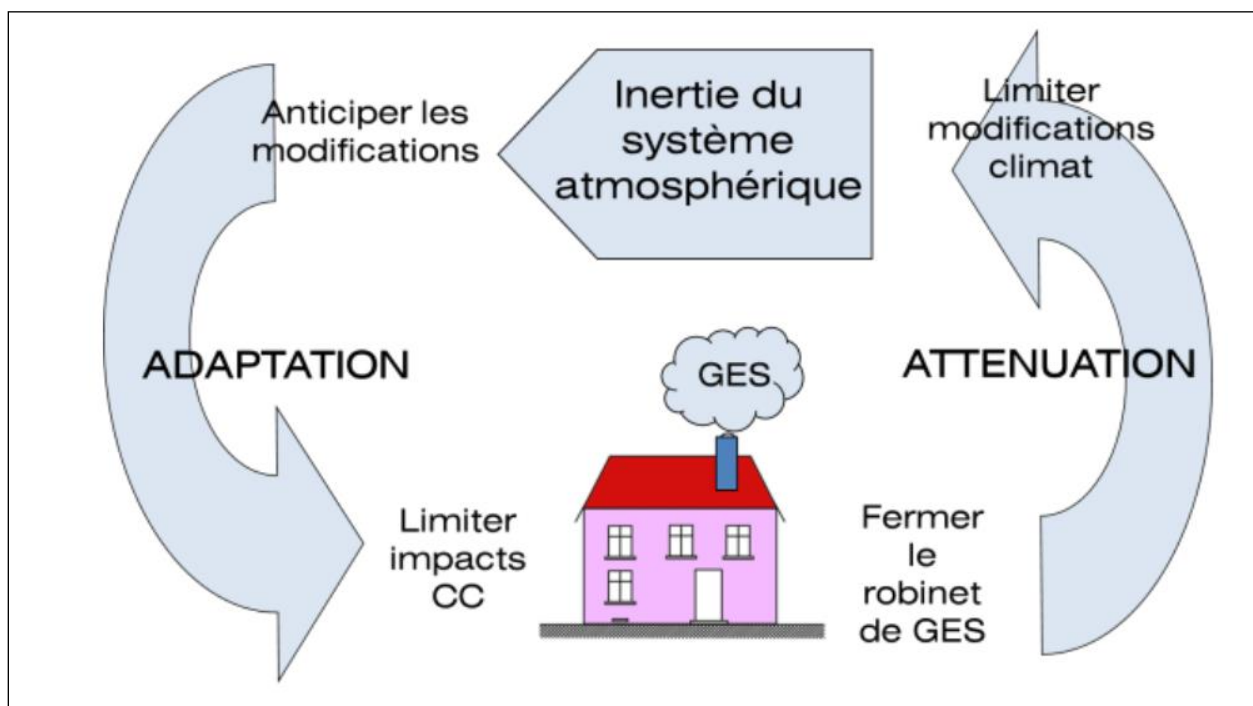 Anticiper les
modifications
Inertie du
système
atmosphérique
Limiter
modifications
climat
ADAPTATION
GES
ATTENUATION
Limiter
impacts
CC
Fermer
le
robinet
de GES